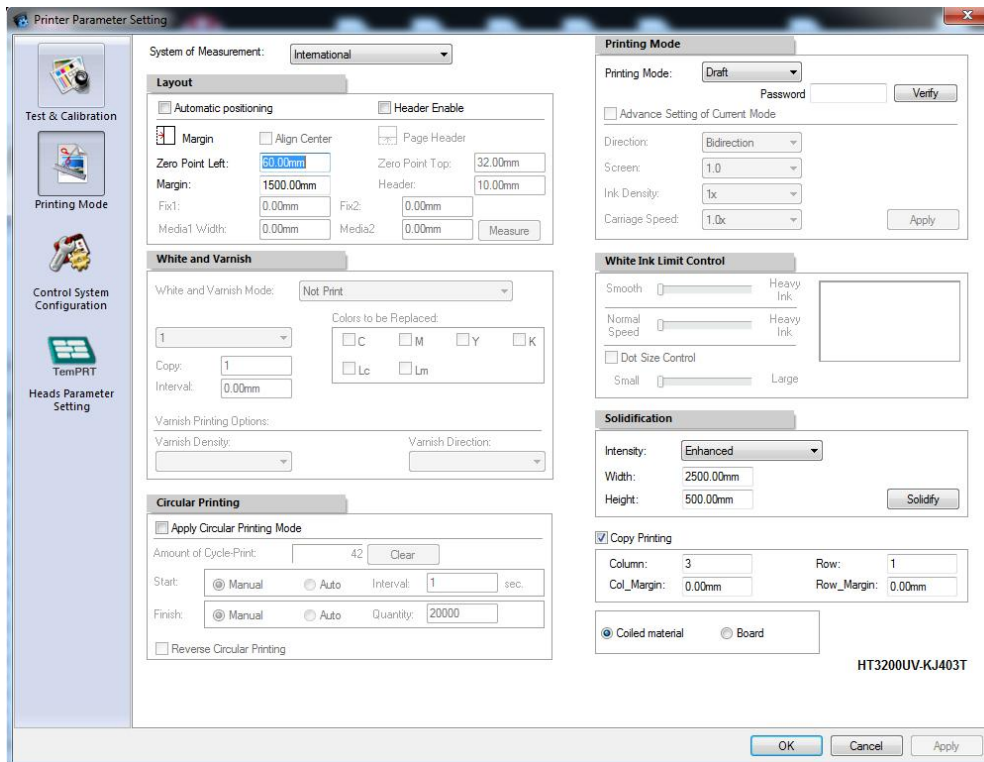 Printer Parameter Setting
Test & Calibration
Printing Mode
Control System
Configuration
TemPRT
Heads Parameter
Setting
System of Measurement: International
Layout
Automatic positioning Header Enable
Margin Align Center Page Header
Zero Point Left: 60.00mm Zero Point Top: 32.00mm
Margin: 1500.00mm Header: 10.00mm
Fix1: 0.00mm Fix2: 0.00mm
Media1 Width: 0.00mm Media2 0.00mm Measure
White and Varnish
White and Varnish Mode: Not Print
Colors to be Replaced:
1 C M Y K
Copy: 1 Lc Lm
Interval: 0.00mm
Varnish Printing Options:
Varnish Density: Varnish Direction:
Circular Printing
Apply Circular Printing Mode
Amount of Cycle-Print: 42 Clear
Start: Manual Auto Interval: 1 sec.
Finish: Manual Auto Quantity: 20000
Reverse Circular Printing
Printing Mode
Printing Mode: Draft
Password Verify
Advance Setting of Current Mode
Direction: Bidirection
Screen: 1.0
Ink Density: 1x
Carriage Speed: 1.0x Apply
White Ink Limit Control
Smooth Heavy
Ink
Normal Heavy
Speed Ink
Dot Size Control
Small Large
Solidification
Intensity: Enhanced
Width: 2500.00mm
Height: 500.00mm Solidify
Copy Printing
Column: 3 Row: 1
Col_Margin: 0.00mm Row_Margin: 0.00mm
Coiled material Board
HT3200UV-KJ403T
OK Cancel Apply